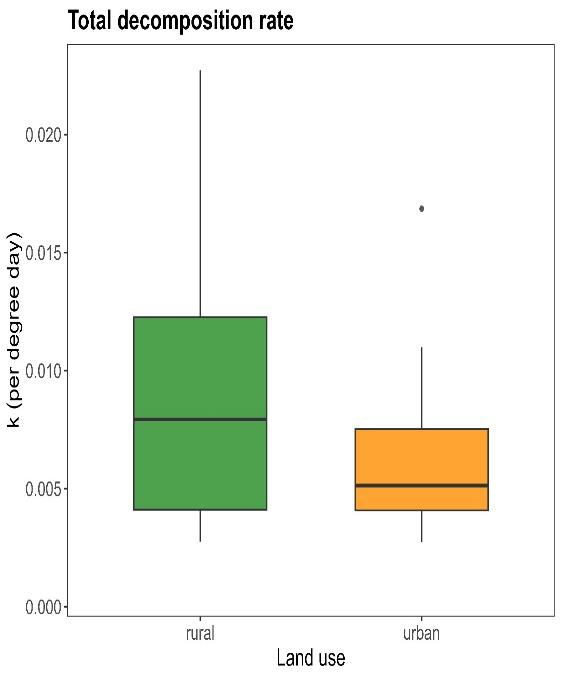 Total decomposition rate
k (per degree day)
0.020
0.015
0.010
0.005
0.000
rural
urban
Land use